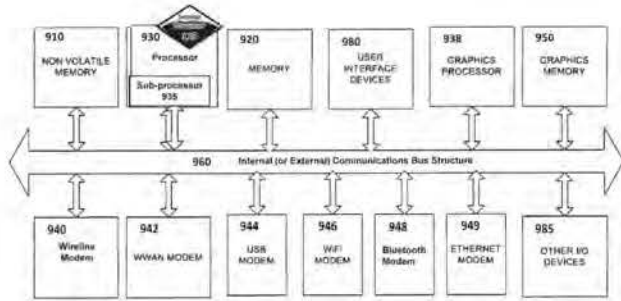 910
NON VOLATILE
MEMORY
930
Processor
Sub-processor
935
920
MEMORY
980
USER
INTERFACE
DEVICES
938
GRAPHICS
PROCESSOR
950
GRAPHICS
MEMORY
960 Internal (or External) Communications Bus Structure
940
Wireline
Modem
942
WWAN MODEM
944
USB
MODEM
946
WiFi
MODEM
948
Bluetooth
Modem
949
ETHERNET
MODEM
985
OTHER I/O
DEVICES